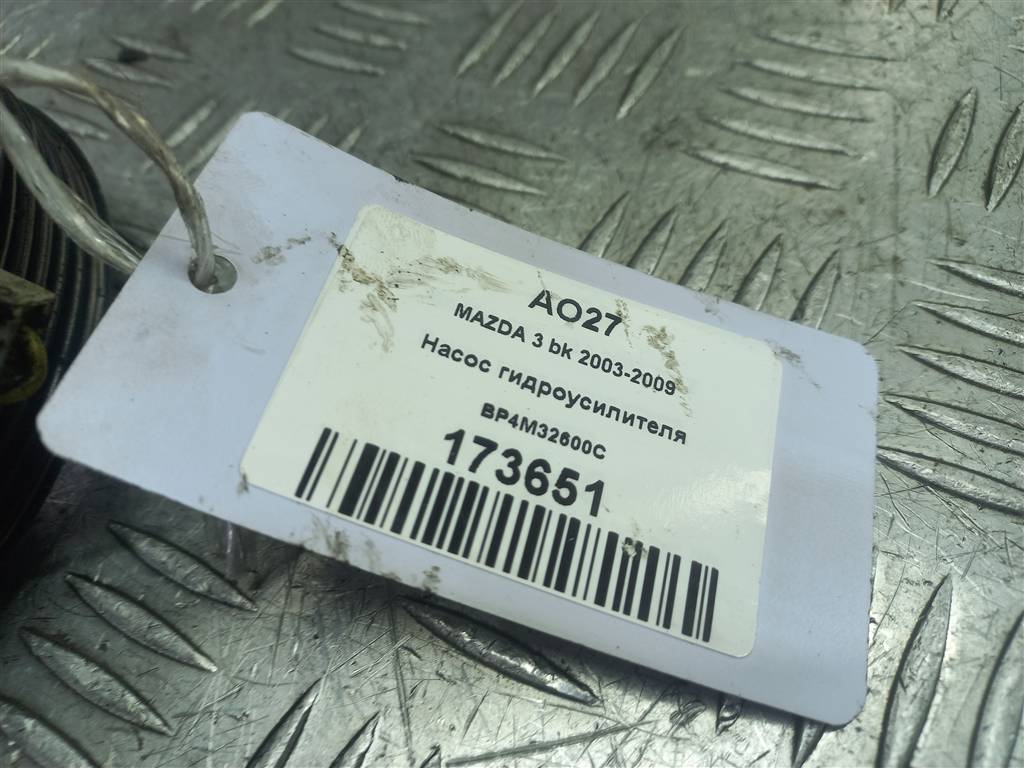 AO27
MAZDA 3 bk 2003-2009
Насос гидроусилителя
BP4M32600C
173651